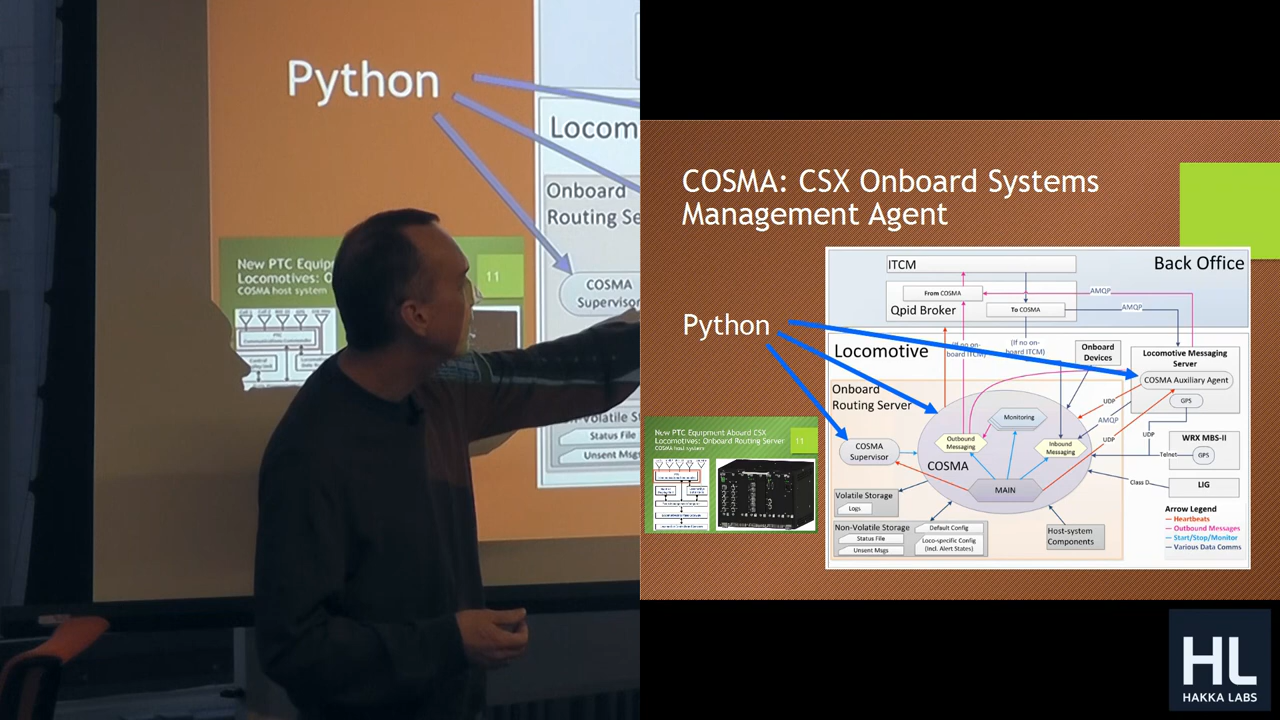 Python
Locom
Onboard
Routing Se
New PTC Equip
Locomotives: O
COSMA host system
11
COSMA
Supervisor
Volatile S
Status File
Unsent Msgs
COSMA: CSX Onboard Systems
Management Agent
Python
ITCM
Back Office
From COSMA
AMQP
Qpid Broker
To COSMA
AMQP
Locomotive
(If no on-
board ITCM)
(If no on-
board ITCM)
Onboard
Devices
Locomotive Messaging
Server
COSMA Auxiliary Agent
GPS
Onboard
Routing Server
UDP
AMQP
UDP
UDP
Monitoring
Outbound
Messaging
Inbound
Messaging
COSMA
Supervisor
COSMA
MAIN
WRX MBS-II
Telnet
GPS
Class D
LIG
Volatile Storage
Logs
Non-Volatile Storage
Status File
Unsent Msgs
Default Config
Loco-specific Config
(incl. Alert States)
Host-system
Components
Arrow Legend
Heartbeats
Outbound Messages
Start/Stop/Monitor
Various Data Comms
New PTC Equipment Aboard CSX
Locomotives: Onboard Routing Server
COSMA host system
11
HL
HAKKA LABS